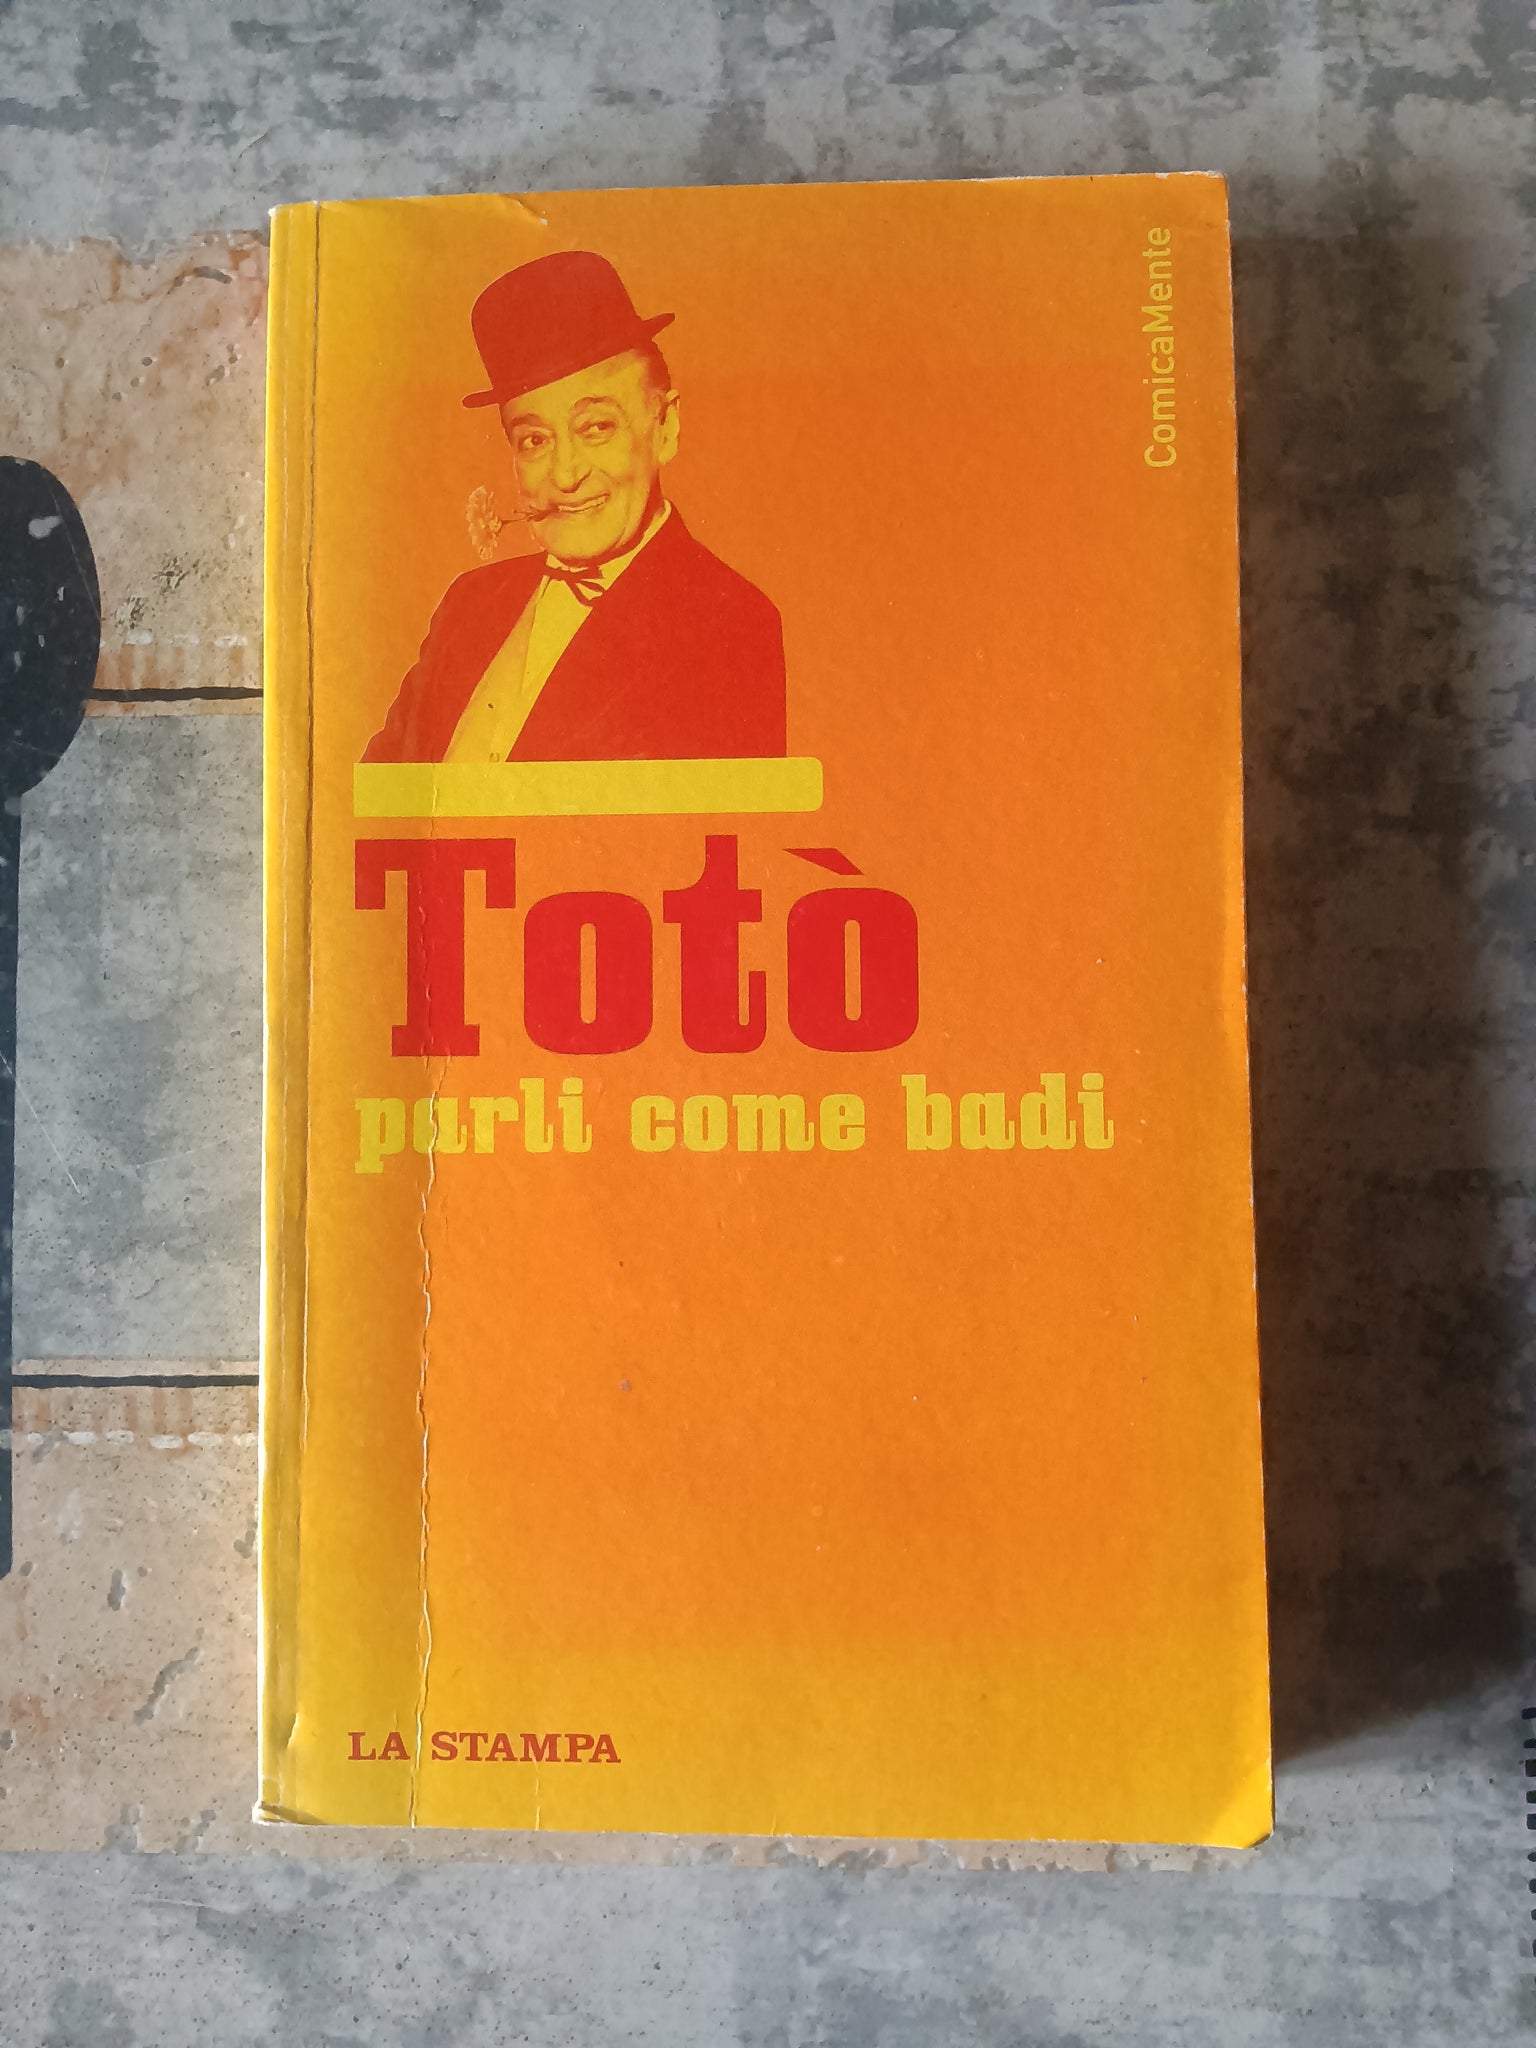 ComicaMente
Totò
parli come badi
LA STAMPA